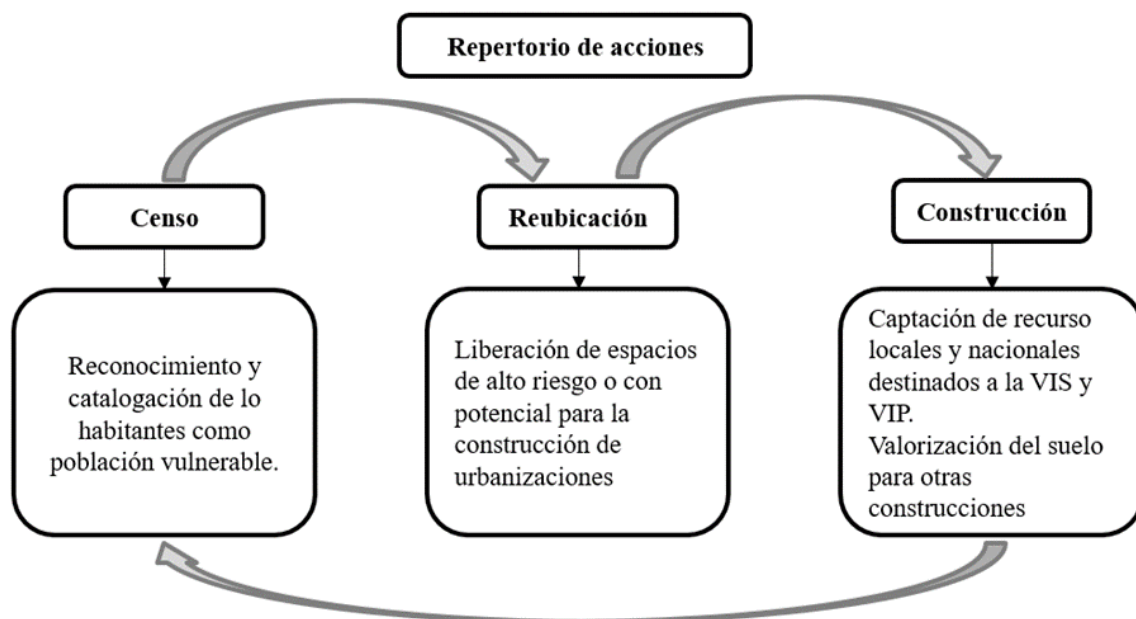 Repertorio de acciones
Censo
Reubicación
Construcción
Reconocimiento y
catalogación de lo
habitantes como
población vulnerable.
Liberación de espacios
de alto riesgo o con
potencial para la
construcción de
urbanizaciones
Captación de recurso
locales y nacionales
destinados a la VIS y
VIP.
Valorización del suelo
para otras
construcciones